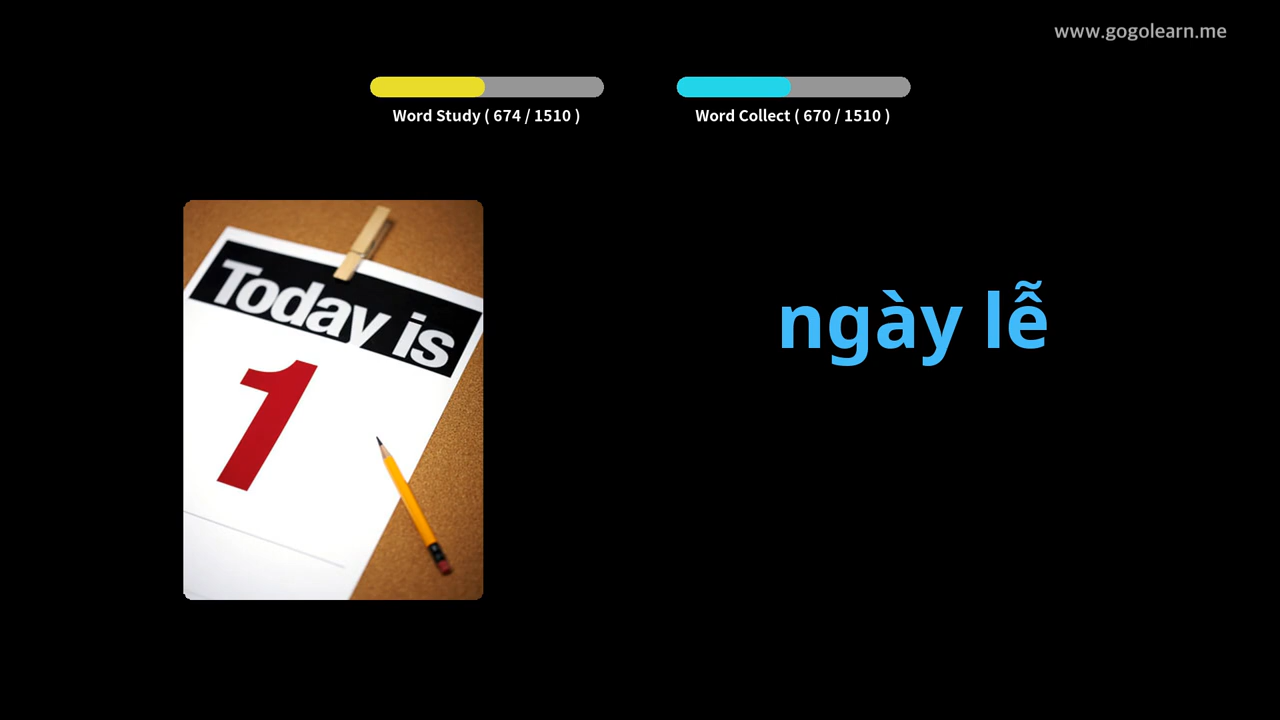 www.gogolearn.me
Word Study ( 674 / 1510 )
Word Collect ( 670 / 1510 )
Today is
1
ngày lễ